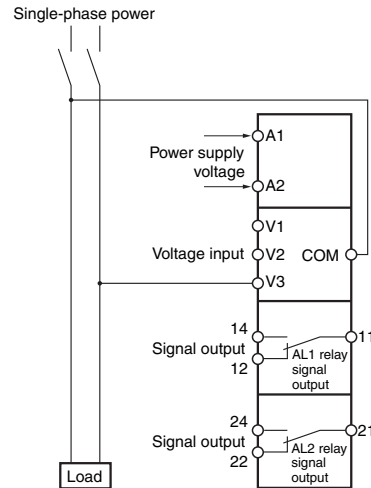 Single-phase power
A1
Power supply
voltage
A2
V1
Voltage input
V2
COM
V3
14
11
Signal output
AL1 relay
signal
output
12
24
21
Signal output
AL2 relay
signal
output
22
Load